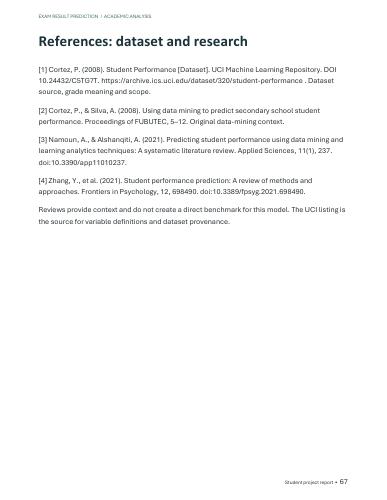 EXAM RESULT PREDICTION / ACADEMIC ANALYSIS
References: dataset and research
[1] Cortez, P. (2008). Student Performance [Dataset]. UCI Machine Learning Repository. DOI
10.24432/C5TG7T. https://archive.ics.uci.edu/dataset/320/student-performance . Dataset
source, grade meaning and scope.
[2] Cortez, P., & Silva, A. (2008). Using data mining to predict secondary school student
performance. Proceedings of FUBUTEC, 5–12. Original data-mining context.
[3] Namoun, A., & Alshanqiti, A. (2021). Predicting student performance using data mining and
learning analytics techniques: A systematic literature review. Applied Sciences, 11(1), 237.
doi:10.3390/app11010237.
[4] Zhang, Y., et al. (2021). Student performance prediction: A review of methods and
approaches. Frontiers in Psychology, 12, 698490. doi:10.3389/fpsyg.2021.698490.
Reviews provide context and do not create a direct benchmark for this model. The UCI listing is
the source for variable definitions and dataset provenance.
Student project report • 67